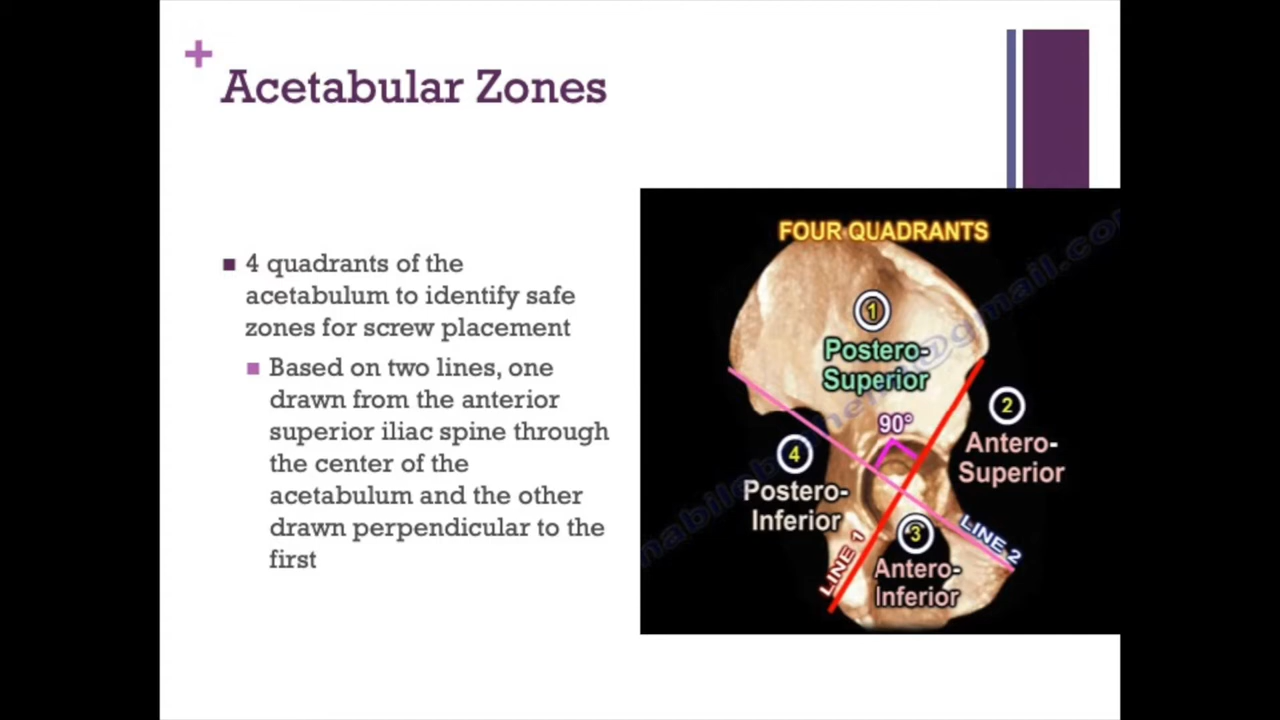 +
Acetabular Zones
■ 4 quadrants of the
acetabulum to identify safe
zones for screw placement
■ Based on two lines, one
drawn from the anterior
superior iliac spine through
the center of the
acetabulum and the other
drawn perpendicular to the
first
FOUR QUADRANTS
1
Postero-
Superior
2
Antero-
Superior
90°
4
Postero-
Inferior
3
Antero-
Inferior
LINE 1
LINE 2